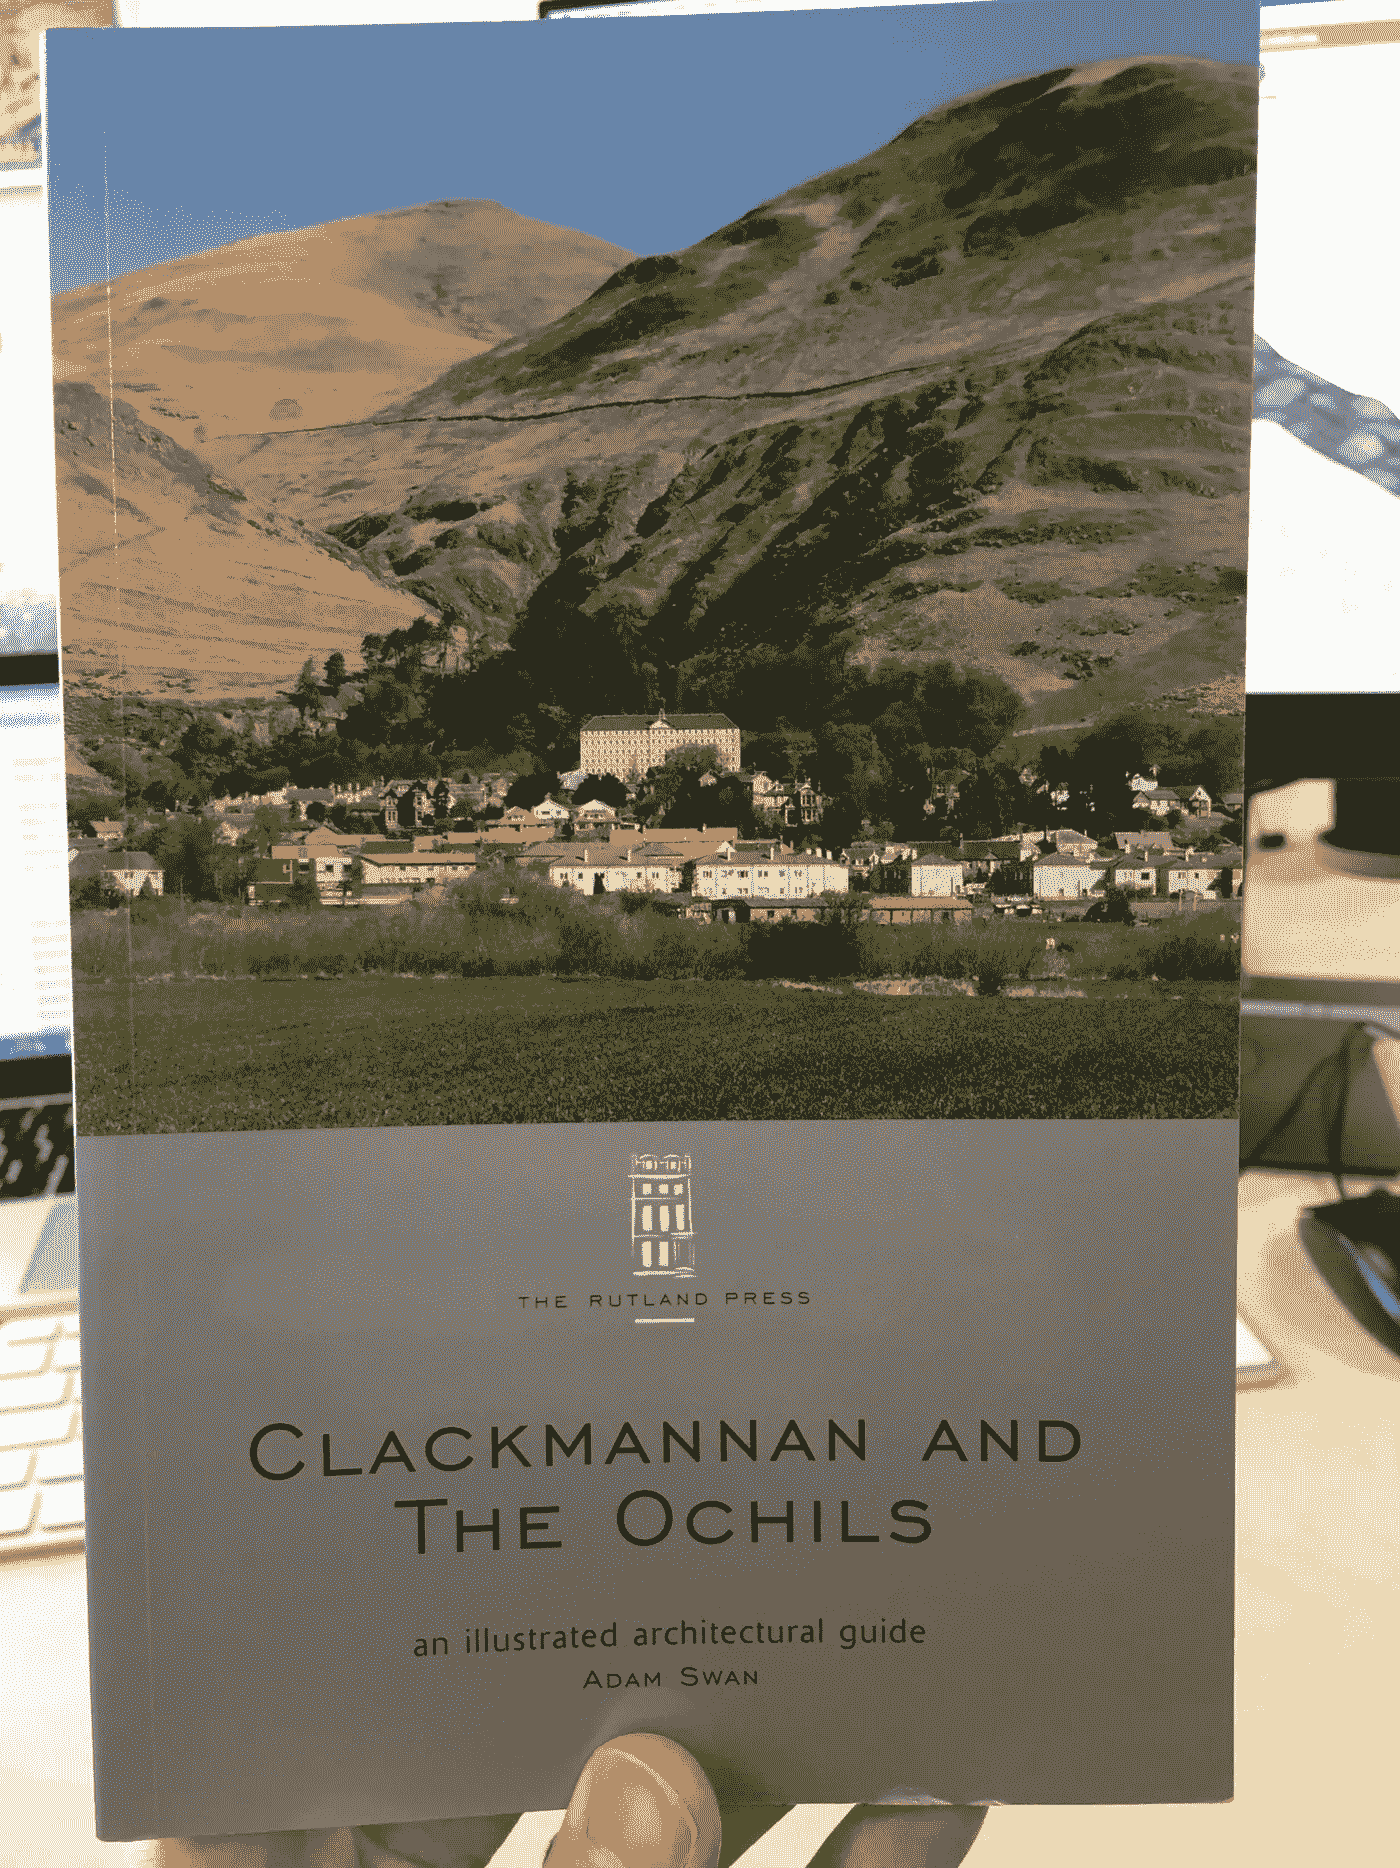 THE RUTLAND PRESS
CLACKMANNAN AND
THE OCHILS
an illustrated architectural guide
ADAM SWAN